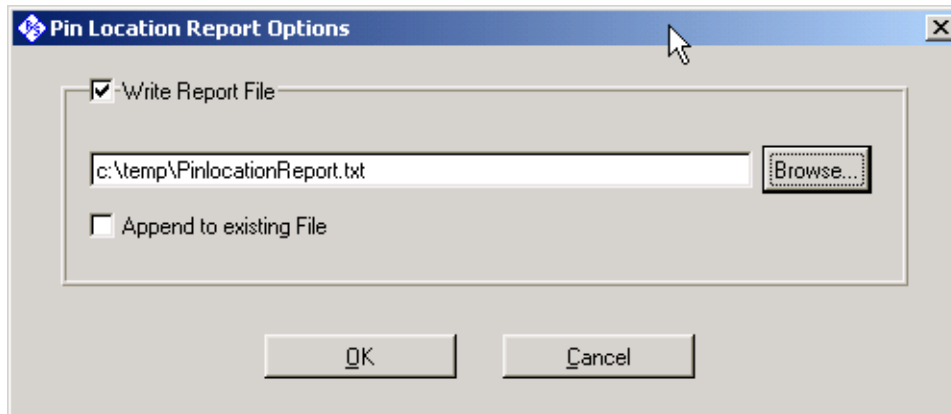 Pin Location Report Options
Write Report File
c:\temp\PinlocationReport.txt
Browse...
Append to existing File
OK
Cancel